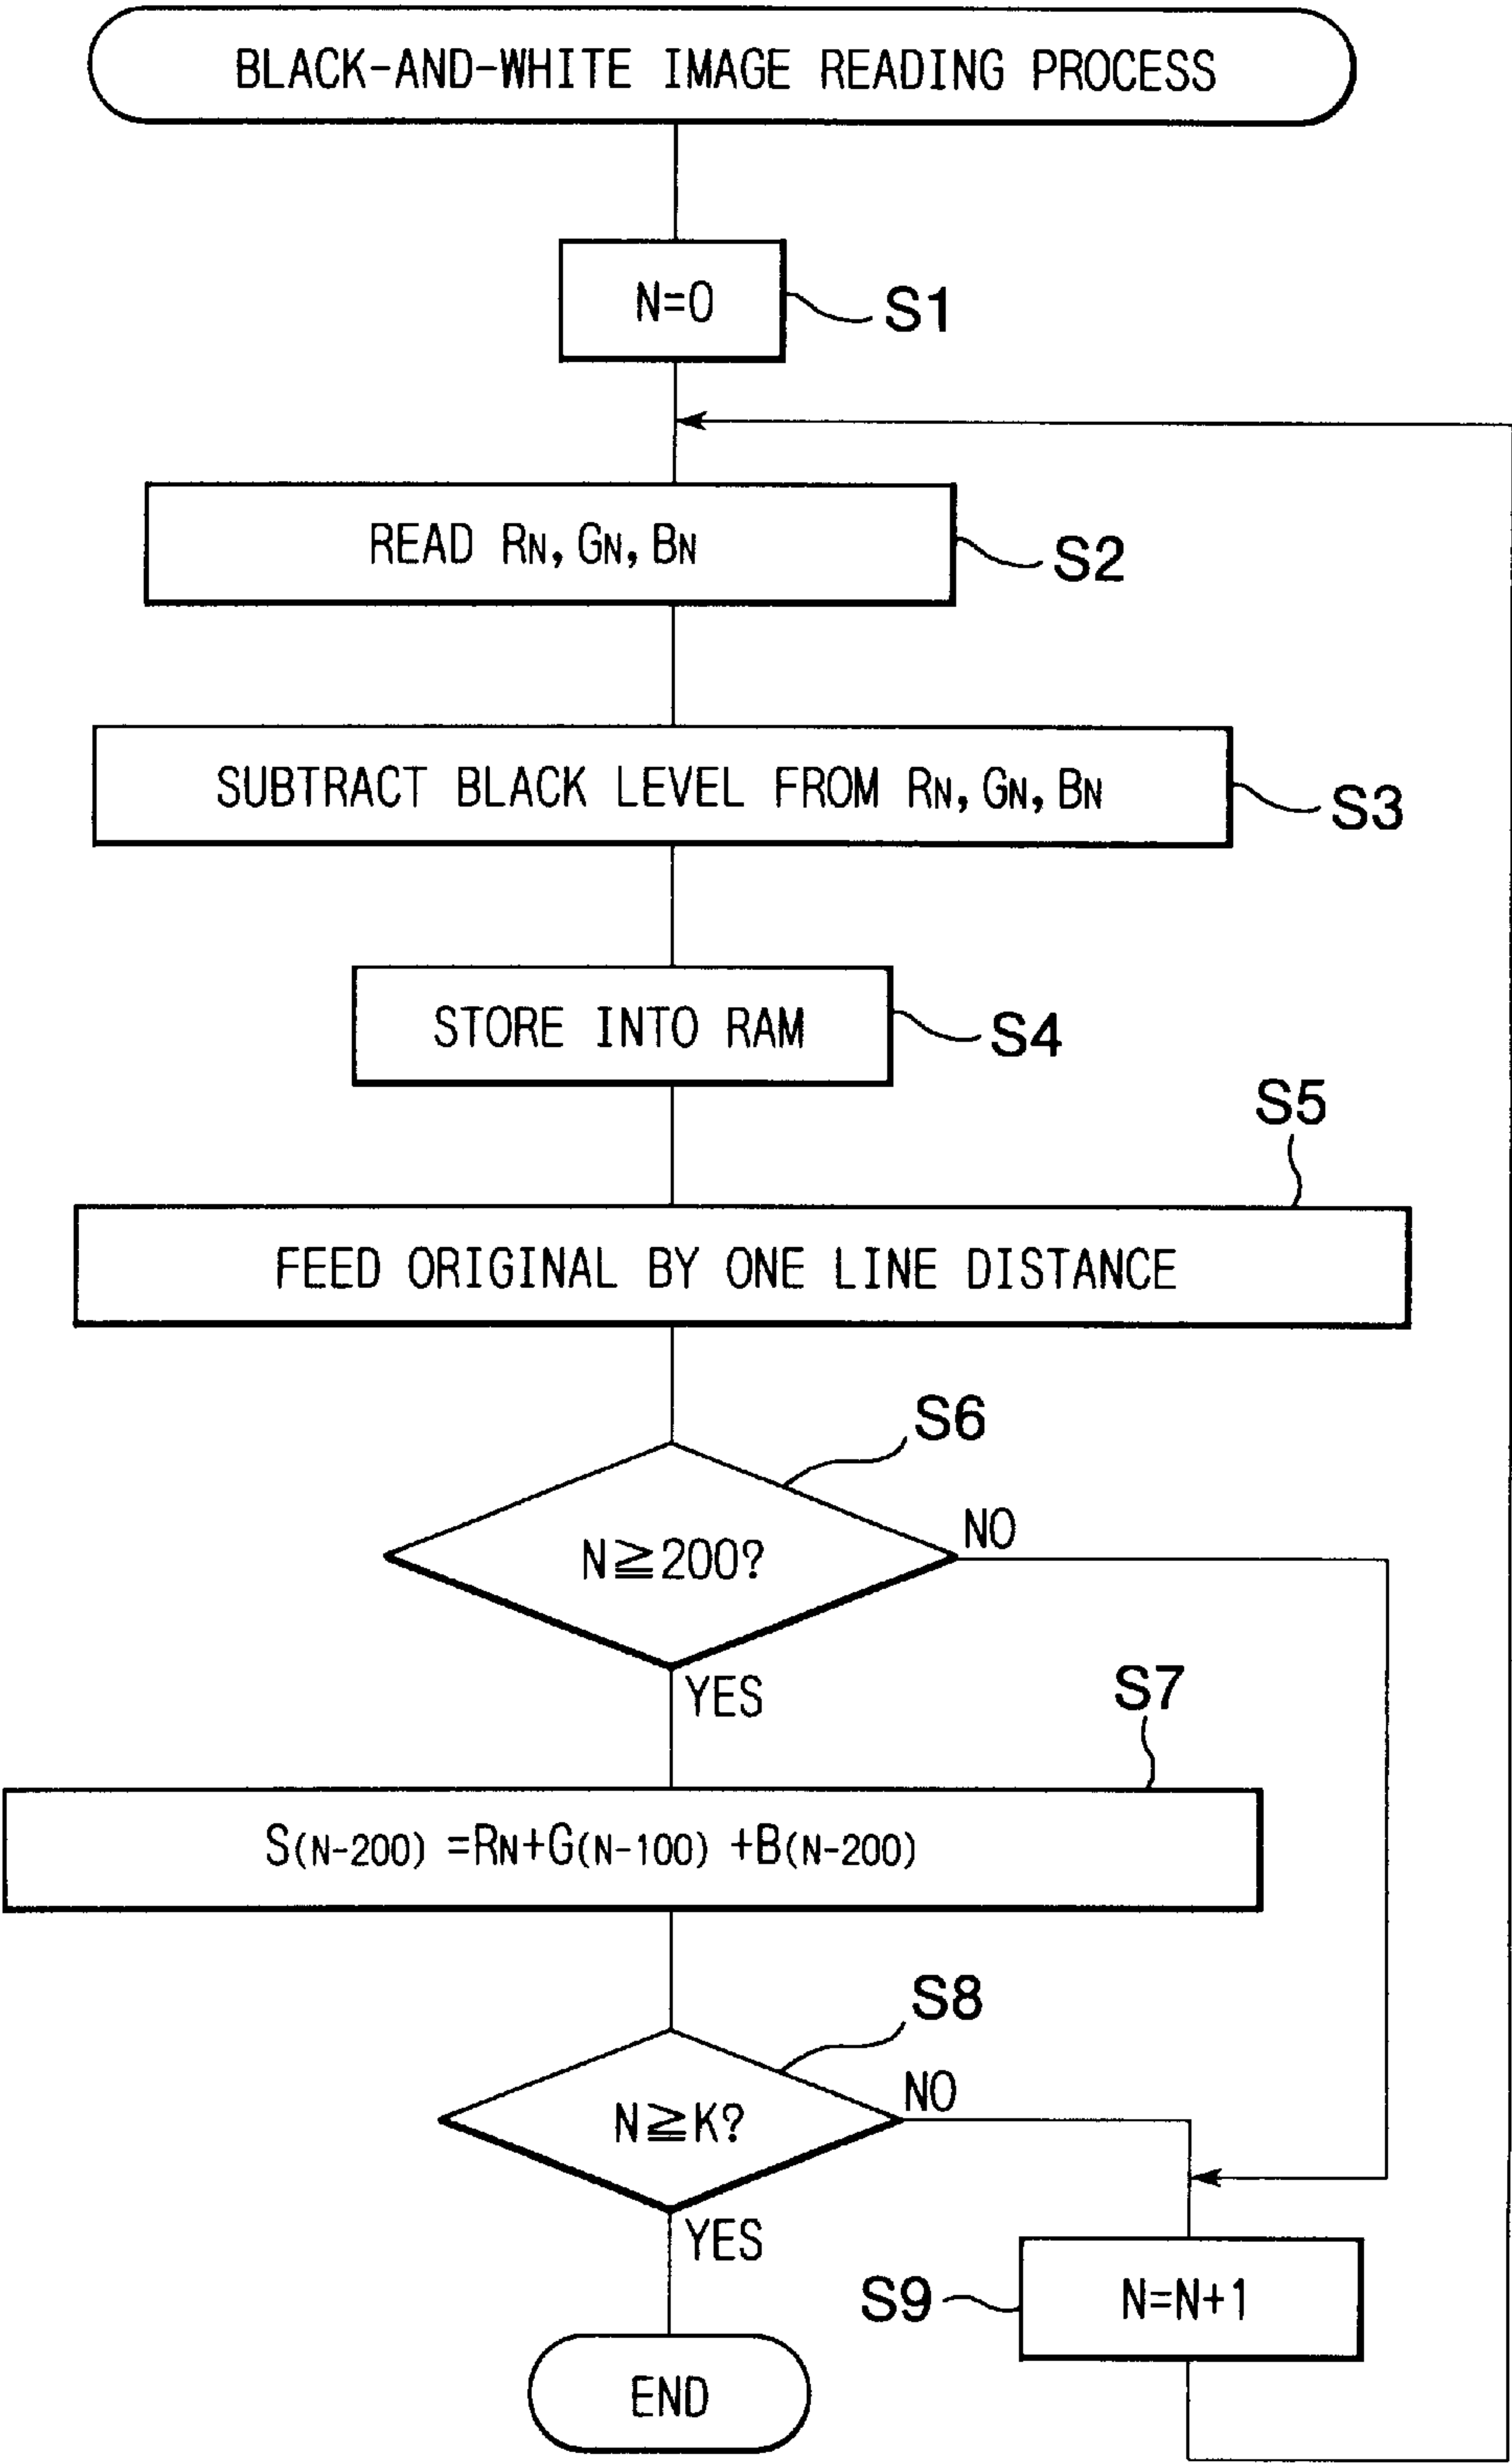 BLACK-AND-WHITE IMAGE READING PROCESS
N=0
S1
READ RN, GN, BN
S2
SUBTRACT BLACK LEVEL FROM RN, GN, BN
S3
STORE INTO RAM
S4
S5
FEED ORIGINAL BY ONE LINE DISTANCE
S6
N≧200?
NO
YES
S7
S(N-200) =RN+G(N-100) +B(N-200)
S8
N≧K?
NO
YES
S9
N=N+1
END